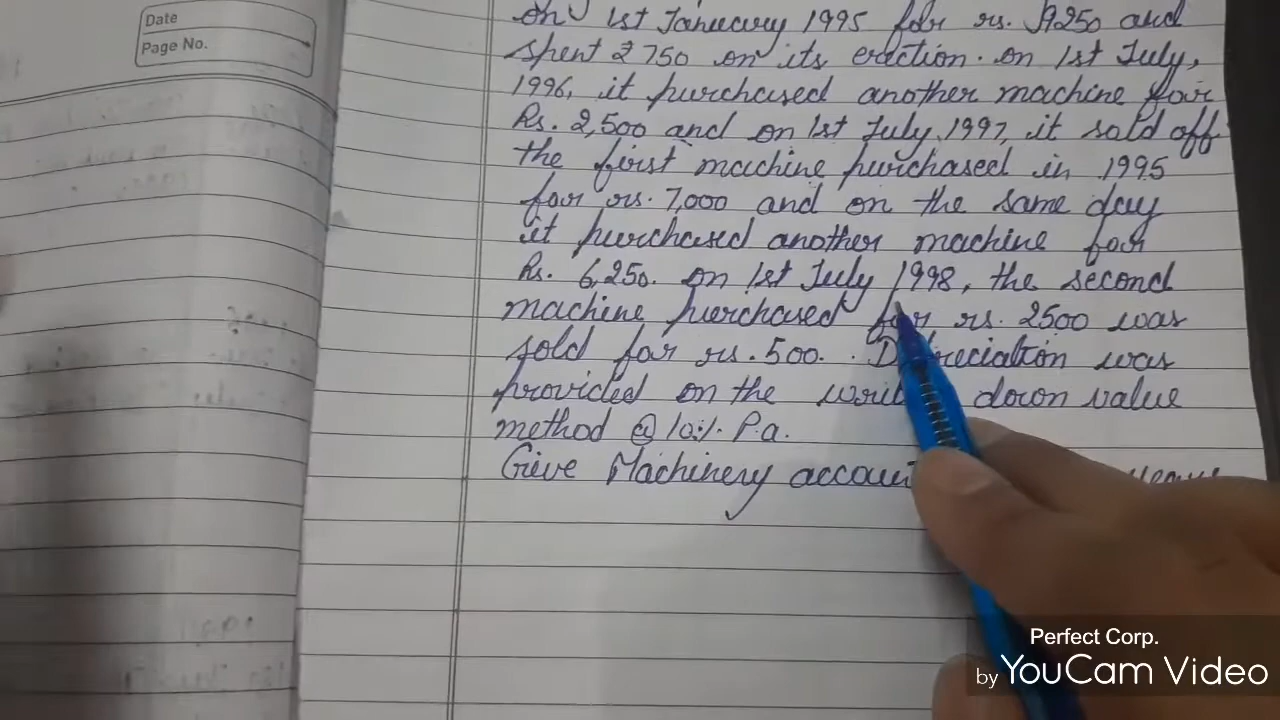 Date
Page No.
on 1st January 1995 for rs. 9250 and
spent ₹ 750 on its erection. on 1st July,
1996, it purchased another machine for
Rs. 2,500 and on 1st July, 1997, it sold off
the first machine purchased in 1995
for rs. 7,000 and on the same day
it purchased another machine for
Rs. 6,250. on 1st July 1998, the second
machine purchased for rs. 2500 was
sold for rs. 500. Depreciation was
provided on the down value
method @ 10% P.a.
Give Machinery
Perfect Corp.
by YouCam Video